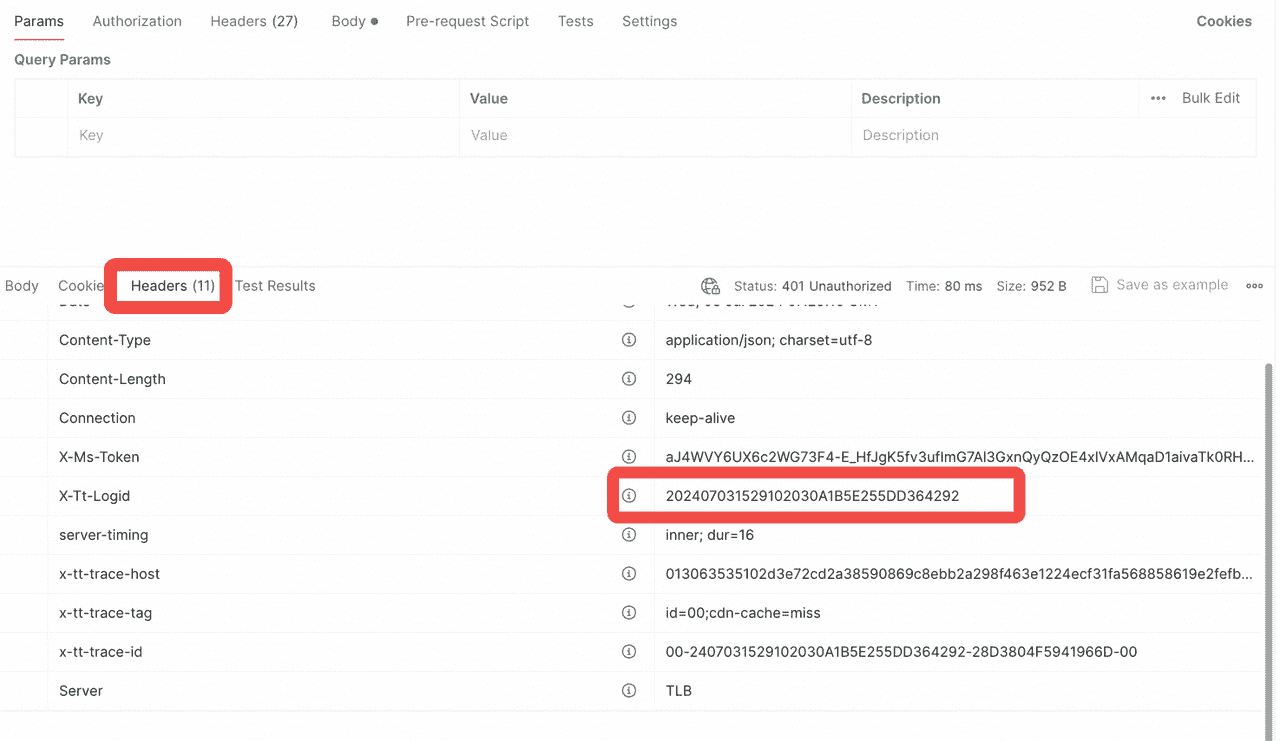 Params Authorization Headers (27) Body Pre-request Script Tests Settings Cookies
Query Params
Key Value Description ••• Bulk Edit
Key Value Description
Body Cookie Headers (11) Test Results Status: 401 Unauthorized Time: 80 ms Size: 952 B Save as example
Content-Type application/json; charset=utf-8
Content-Length 294
Connection keep-alive
X-Ms-Token aJ4WVY6UX6c2WG73F4-E_HfJgK5fv3ufImG7AI3GxnQyQzOE4xIVxAMqaD1aivaTk0RH...
X-Tt-Logid 202407031529102030A1B5E255DD364292
server-timing inner; dur=16
x-tt-trace-host 013063535102d3e72cd2a38590869c8ebb2a298f463e1224ecf31fa568858619e2fefb...
x-tt-trace-tag id=00;cdn-cache=miss
x-tt-trace-id 00-2407031529102030A1B5E255DD364292-28D3804F5941966D-00
Server TLB